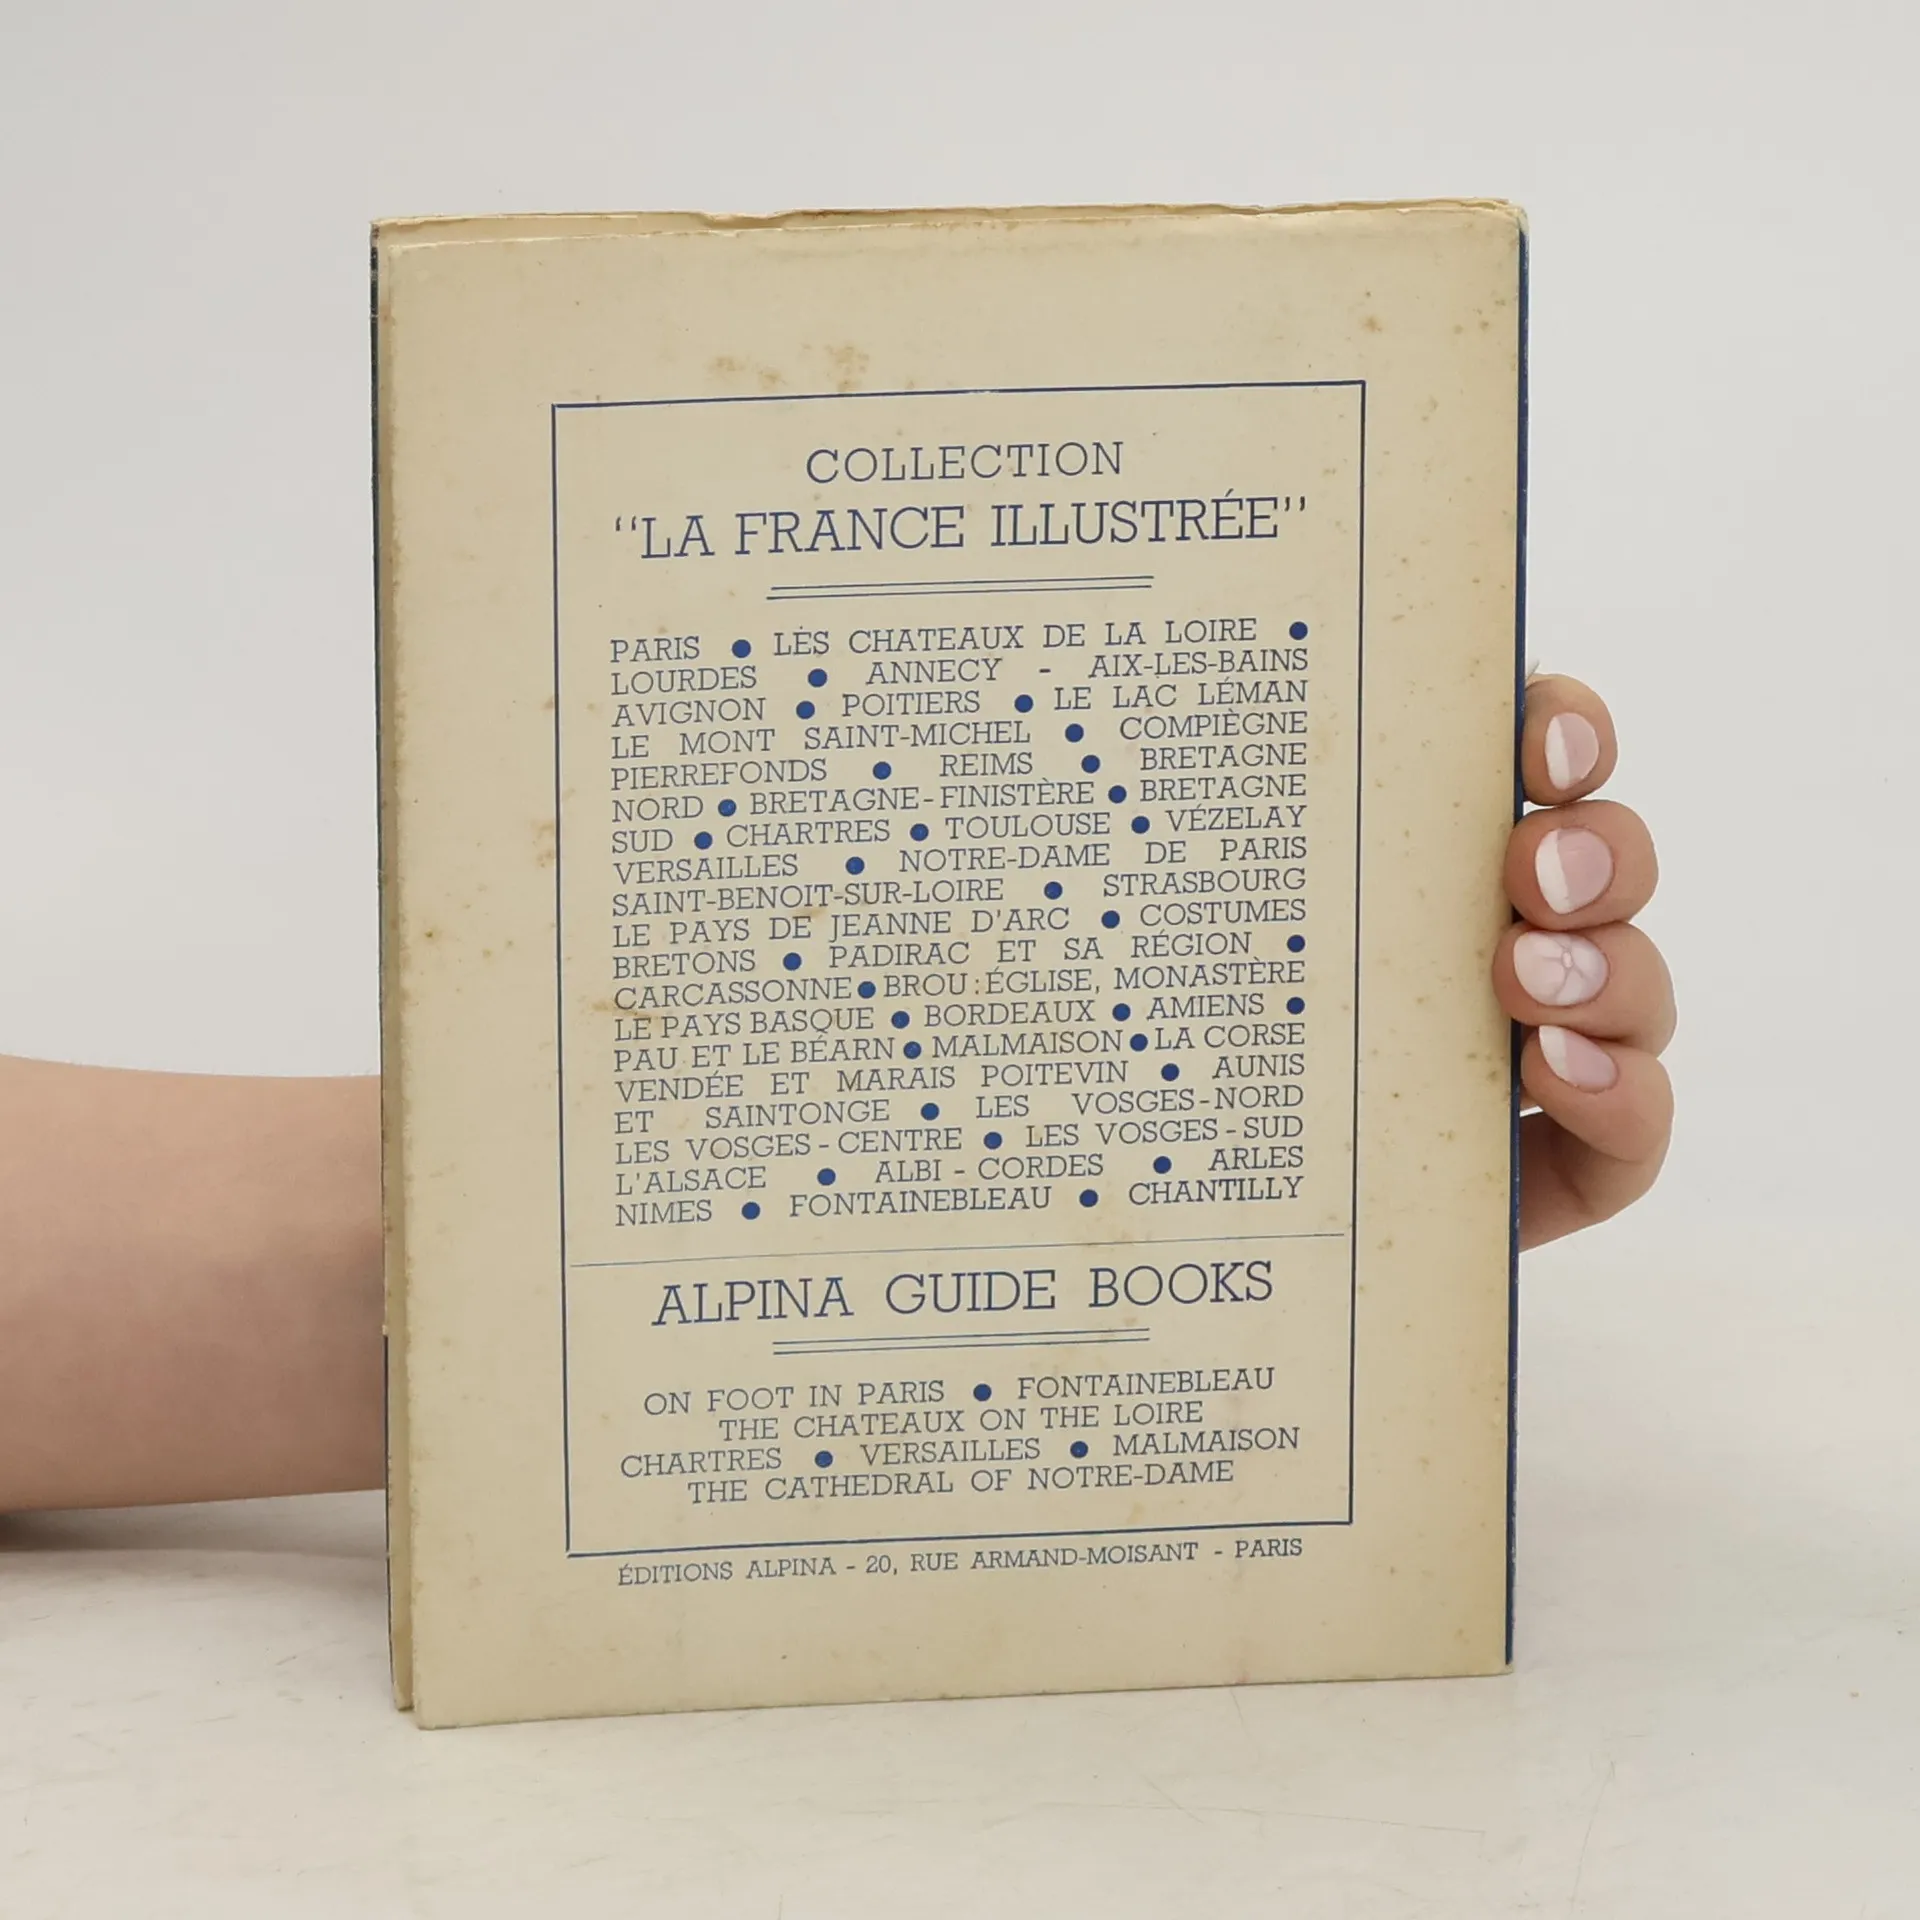 COLLECTION
"LA FRANCE ILLUSTRÉE"
PARIS ● LES CHATEAUX DE LA LOIRE ●
LOURDES ● ANNECY - AIX-LES-BAINS
AVIGNON ● POITIERS ● LE LAC LÉMAN
LE MONT SAINT-MICHEL ● COMPIÈGNE
PIERREFONDS ● REIMS ● BRETAGNE
NORD ● BRETAGNE-FINISTÈRE ● BRETAGNE
SUD ● CHARTRES ● TOULOUSE ● VÉZELAY
VERSAILLES ● NOTRE-DAME DE PARIS
SAINT-BENOIT-SUR-LOIRE ● STRASBOURG
LE PAYS DE JEANNE D'ARC ● COSTUMES
BRETONS ● PADIRAC ET SA RÉGION ●
CARCASSONNE ● BROU : ÉGLISE, MONASTÈRE
LE PAYS BASQUE ● BORDEAUX ● AMIENS ●
PAU ET LE BÉARN ● MALMAISON ● LA CORSE
VENDÉE ET MARAIS POITEVIN ● AUNIS
ET SAINTONGE ● LES VOSGES-NORD
LES VOSGES-CENTRE ● LES VOSGES-SUD
L'ALSACE ● ALBI - CORDES ● ARLES
NIMES ● FONTAINEBLEAU ● CHANTILLY
ALPINA GUIDE BOOKS
ON FOOT IN PARIS ● FONTAINEBLEAU
THE CHATEAUX ON THE LOIRE
CHARTRES ● VERSAILLES ● MALMAISON
THE CATHEDRAL OF NOTRE-DAME
ÉDITIONS ALPINA - 20, RUE ARMAND-MOISANT - PARIS